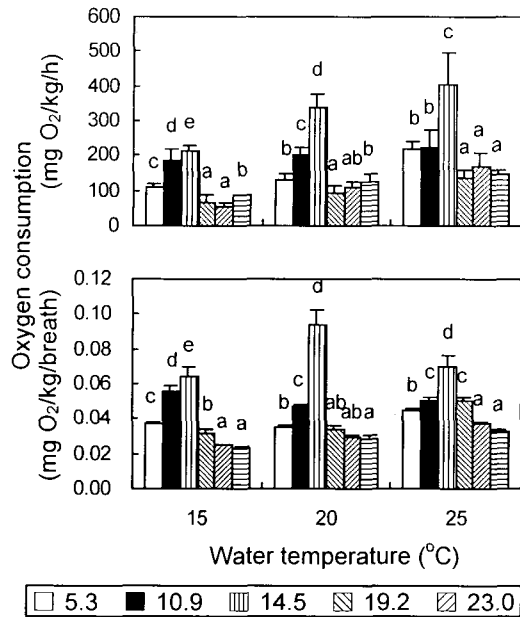 600
500
400
300
200
100
0
c d e a a b
b c d a ab b
b b c a a a
Oxygen consumption
(mg O₂/kg/h)
0.12
0.10
0.08
0.06
0.04
0.02
0.00
c d e b a a
b c d ab ab a
b c d c a a
(mg O₂/kg/breath)
15 20 25
Water temperature (°C)
5.3 10.9 14.5 19.2 23.0